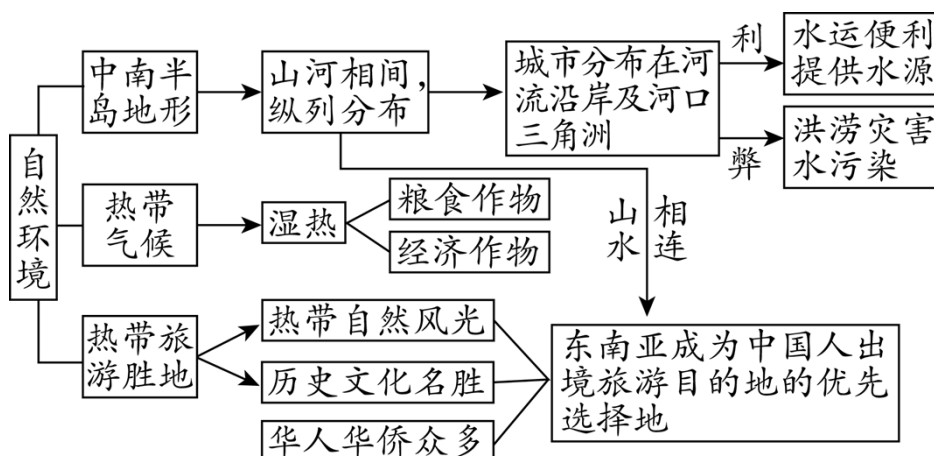 自
然
环
境
中南半
岛地形
山河相间，
纵列分布
城市分布在河
流沿岸及河口
三角洲
利
水运便利
提供水源
弊
洪涝灾害
水污染
热带
气候
湿热
粮食作物
经济作物
山
水
相
连
热带旅
游胜地
热带自然风光
历史文化名胜
华人华侨众多
东南亚成为中国人出
境旅游目的地的优先
选择地